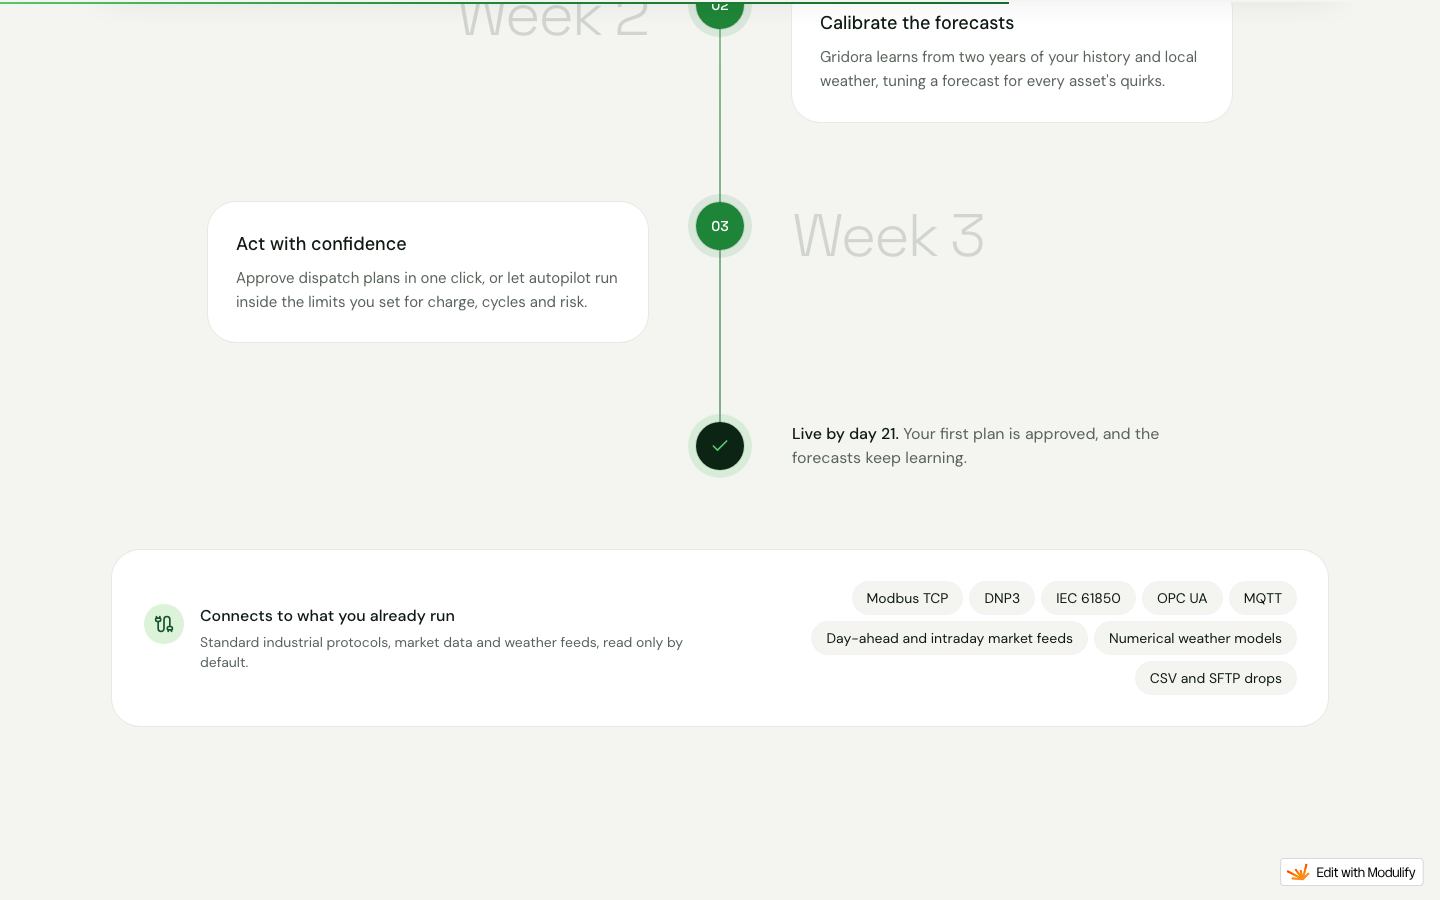 Week 2
02
Calibrate the forecasts
Gridora learns from two years of your history and local
weather, tuning a forecast for every asset's quirks.
Act with confidence
Approve dispatch plans in one click, or let autopilot run
inside the limits you set for charge, cycles and risk.
03
Week 3
Live by day 21. Your first plan is approved, and the
forecasts keep learning.
Connects to what you already run
Standard industrial protocols, market data and weather feeds, read only by
default.
Modbus TCP
DNP3
IEC 61850
OPC UA
MQTT
Day-ahead and intraday market feeds
Numerical weather models
CSV and SFTP drops
Edit with Modulify